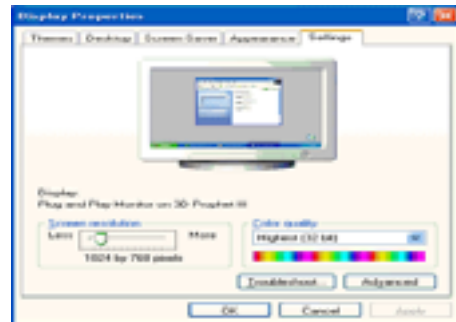 Display Properties
Themes Desktop Screen Saver Appearance Settings
Display:
Plug and Play Monitor on 3D Prophet III
Screen resolution
Less More
1024 by 768 pixels
Color quality
Highest (32 bit)
Troubleshoot... Advanced
OK Cancel Apply